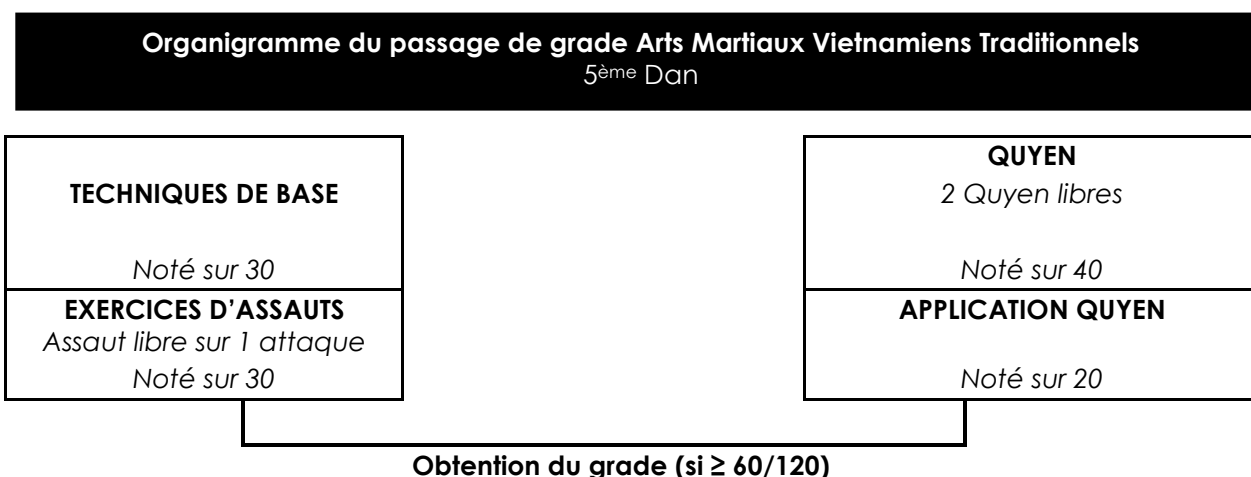 Organigramme du passage de grade Arts Martiaux Vietnamiens Traditionnels
5ème Dan
TECHNIQUES DE BASE
Noté sur 30
EXERCICES D’ASSAUTS
Assaut libre sur 1 attaque
Noté sur 30
QUYEN
2 Quyen libres
Noté sur 40
APPLICATION QUYEN
Noté sur 20
Obtention du grade (si ≥ 60/120)